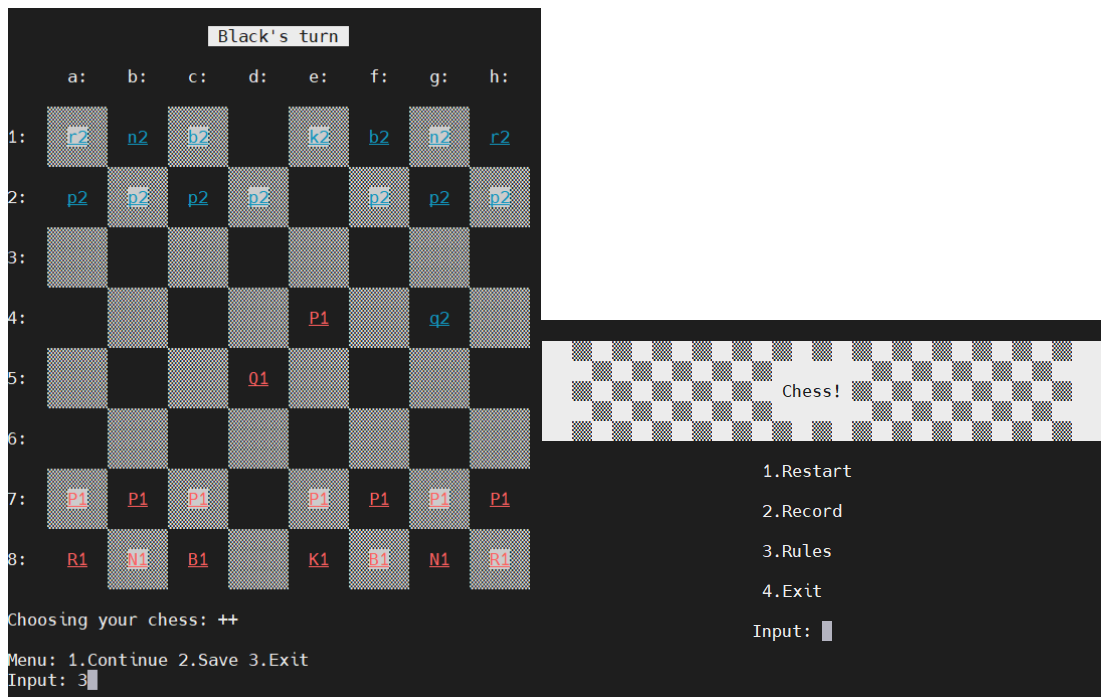 Black's turn
a: b: c: d: e: f: g: h:
1: r2 n2 b2 k2 b2 n2 r2
2: p2 p2 p2 p2 p2 p2 p2
3:
4: P1 q2
5: Q1
6:
7: P1 P1 P1 P1 P1 P1 P1
8: R1 N1 B1 K1 B1 N1 R1
Choosing your chess: ++
Menu: 1.Continue 2.Save 3.Exit
Input: 3
Chess!
1.Restart
2.Record
3.Rules
4.Exit
Input: